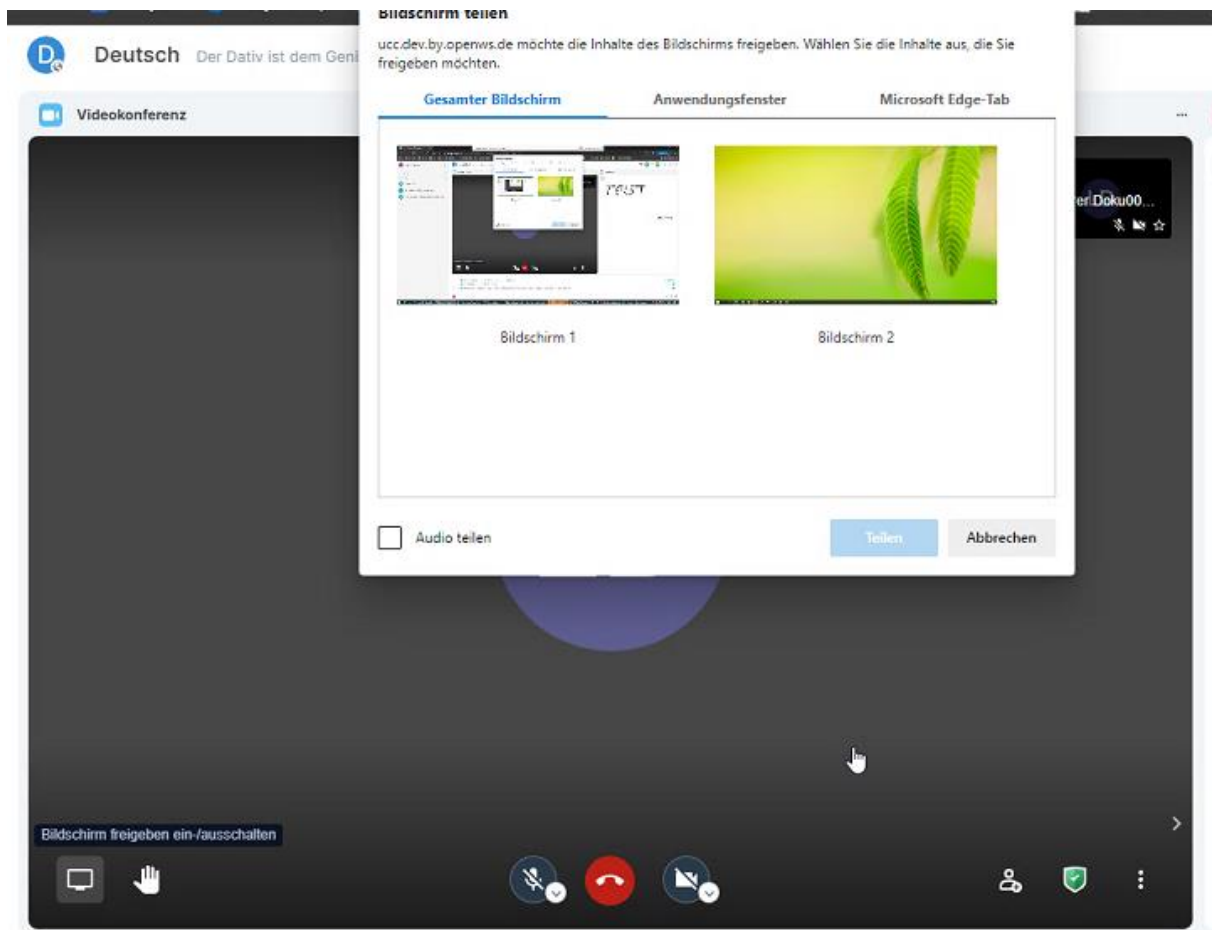 Bildschirm teilen
ucc.dev.by.openws.de möchte die Inhalte des Bildschirms freigeben. Wählen Sie die Inhalte aus, die Sie
freigeben möchten.
D
Deutsch Der Dativ ist dem Geni
Gesamter Bildschirm Anwendungsfenster Microsoft Edge-Tab
Videokonferenz
TEST
Bildschirm 1 Bildschirm 2
Doku00...
Audio teilen Teilen Abbrechen
Bildschirm freigeben ein-/ausschalten